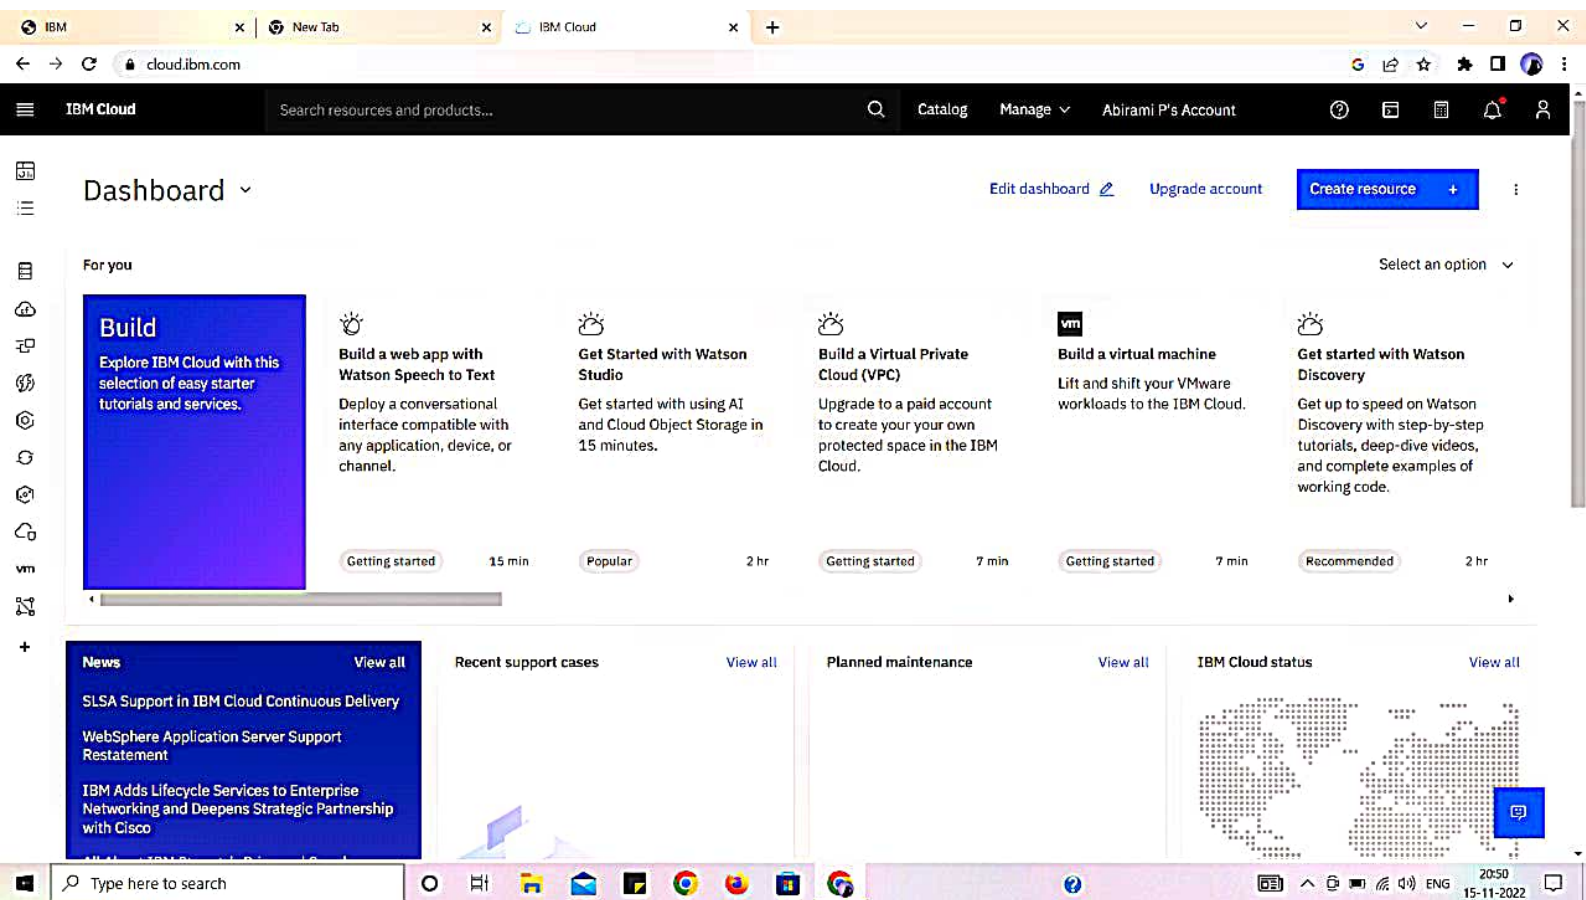 IBM
New Tab
IBM Cloud
cloud.ibm.com
IBM Cloud
Search resources and products...
Catalog
Manage
Abirami P's Account
Dashboard
Edit dashboard
Upgrade account
Create resource +
For you
Select an option
Build
Explore IBM Cloud with this
selection of easy starter
tutorials and services.
Build a web app with
Watson Speech to Text
Deploy a conversational
interface compatible with
any application, device, or
channel.
Getting started
15 min
Get Started with Watson
Studio
Get started with using AI
and Cloud Object Storage in
15 minutes.
Popular
2 hr
Build a Virtual Private
Cloud (VPC)
Upgrade to a paid account
to create your your own
protected space in the IBM
Cloud.
Getting started
7 min
vm
Build a virtual machine
Lift and shift your VMware
workloads to the IBM Cloud.
Getting started
7 min
Get started with Watson
Discovery
Get up to speed on Watson
Discovery with step-by-step
tutorials, deep-dive videos,
and complete examples of
working code.
Recommended
2 hr
vm
News
View all
SLSA Support in IBM Cloud Continuous Delivery
WebSphere Application Server Support
Restatement
IBM Adds Lifecycle Services to Enterprise
Networking and Deepens Strategic Partnership
with Cisco
Recent support cases
View all
Planned maintenance
View all
IBM Cloud status
View all
Type here to search
ENG
20:50
15-11-2022